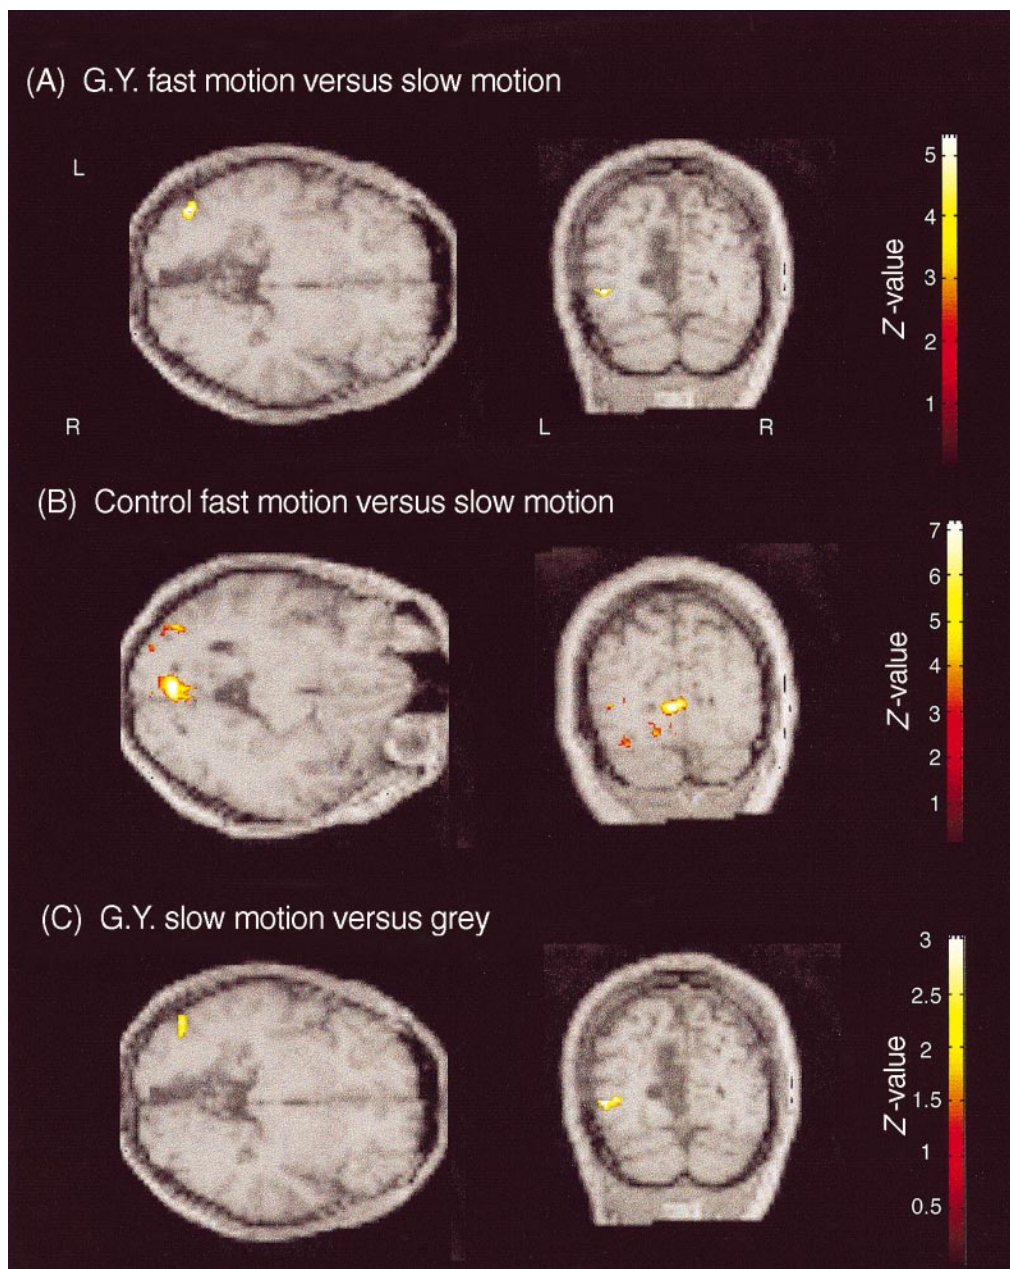 (A) G.Y. fast motion versus slow motion
L
R
L
R
5
4
3
2
1
Z-value
(B) Control fast motion versus slow motion
7
6
5
4
3
2
1
Z-value
(C) G.Y. slow motion versus grey
3
2.5
2
1.5
1
0.5
Z-value